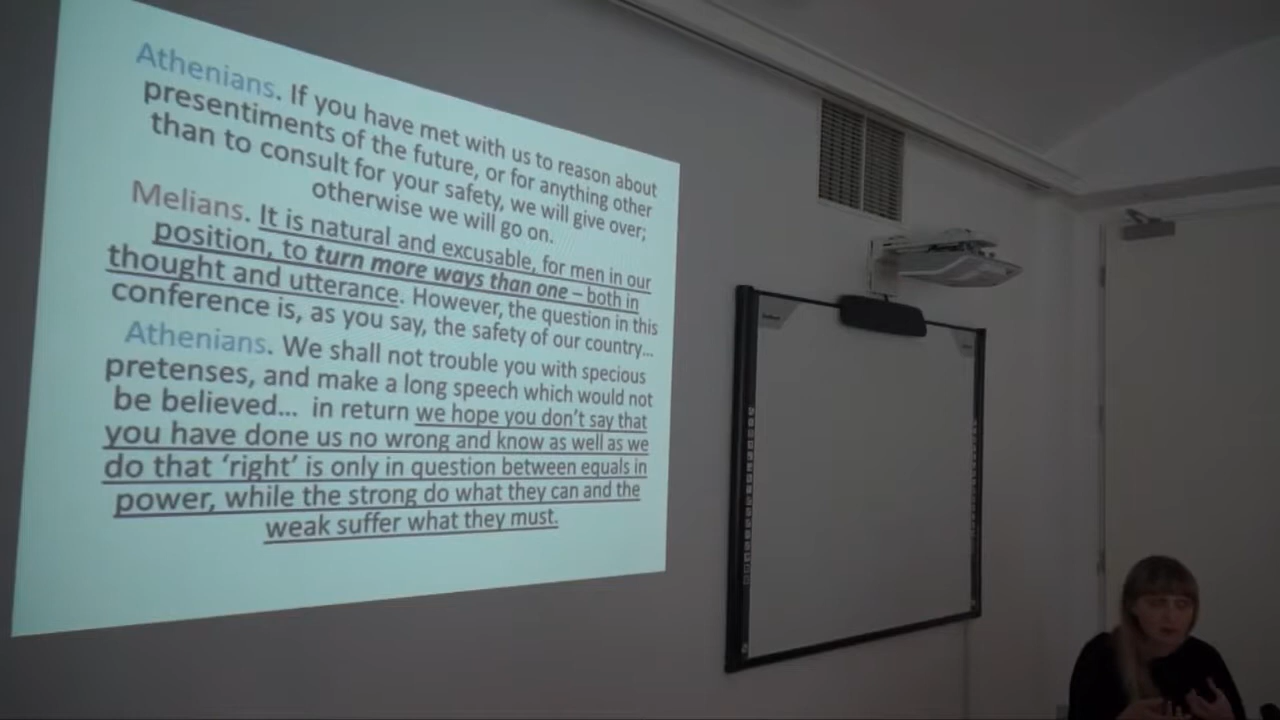 Athenians. If you have met with us to reason about
presentiments of the future, or for anything other
than to consult for your safety, we will give over;
otherwise we will go on.
Melians. It is natural and excusable, for men in our
position, to turn more ways than one – both in
thought and utterance. However, the question in this
conference is, as you say, the safety of our country...
Athenians. We shall not trouble you with specious
pretenses, and make a long speech which would not
be believed... in return we hope you don't say that
you have done us no wrong and know as well as we
do that 'right' is only in question between equals in
power, while the strong do what they can and the
weak suffer what they must.